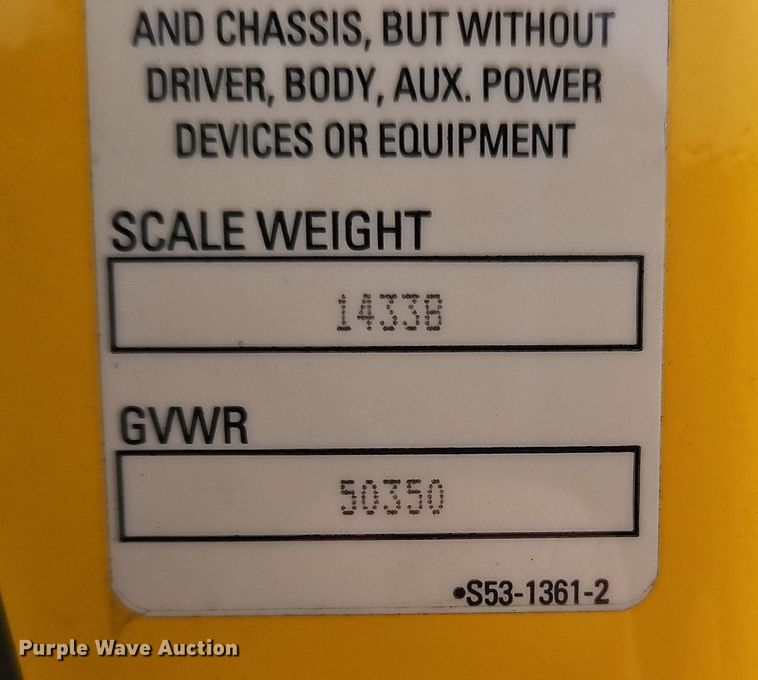 AND CHASSIS, BUT WITHOUT
DRIVER, BODY, AUX. POWER
DEVICES OR EQUIPMENT
SCALE WEIGHT
14338
GVWR
50350
•S53-1361-2
Purple Wave Auction